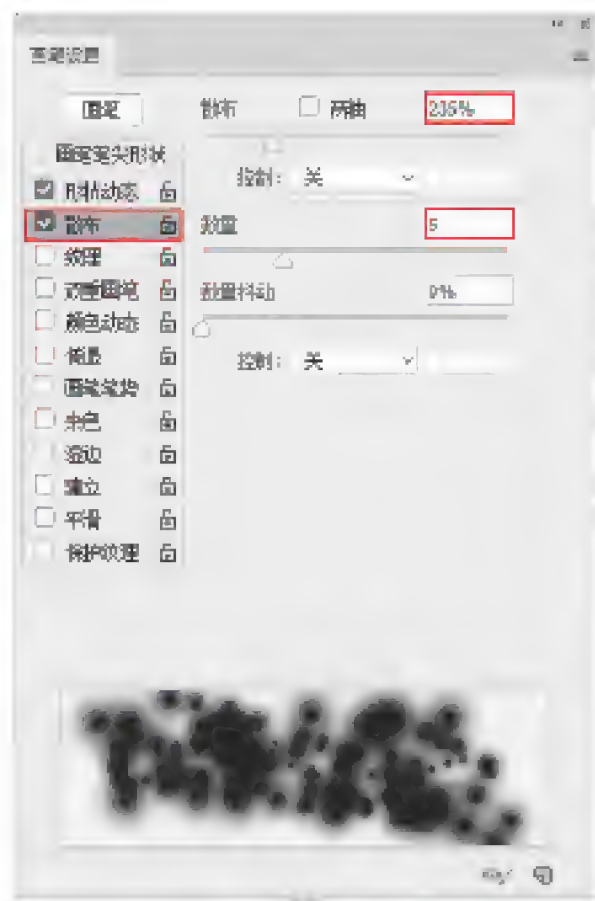 画笔设置
画笔
散布 两轴 235%
画笔笔尖形状
控制： 关
形状动态
散布
数量 5
纹理
双重画笔
数量抖动 0%
颜色动态
传递
控制： 关
画笔笔势
杂色
湿边
建立
平滑
保护纹理